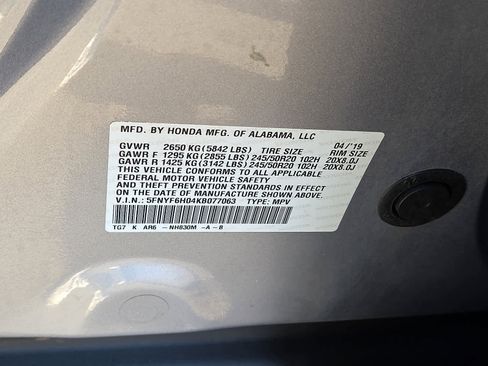 MFD. BY HONDA MFG. OF ALABAMA, LLC
GVWR 2650 KG (5842 LBS) TIRE SIZE 04/'19 RIM SIZE
GAWR F 1295 KG (2855 LBS) 245/50R20 102H 20X8.0J
GAWR R 1425 KG (3142 LBS) 245/50R20 102H 20X8.0J
THIS VEHICLE CONFORMS TO ALL APPLICABLE
FEDERAL MOTOR VEHICLE SAFETY
AND THEFT PREVENTION STANDARDS IN EFFECT
ON THE DATE OF MANUFACTURE SHOWN ABOVE.
V.I.N.: 5FNYF6H04KB077063 TYPE: MPV
TG7 K AR6 -NH830M -A-B